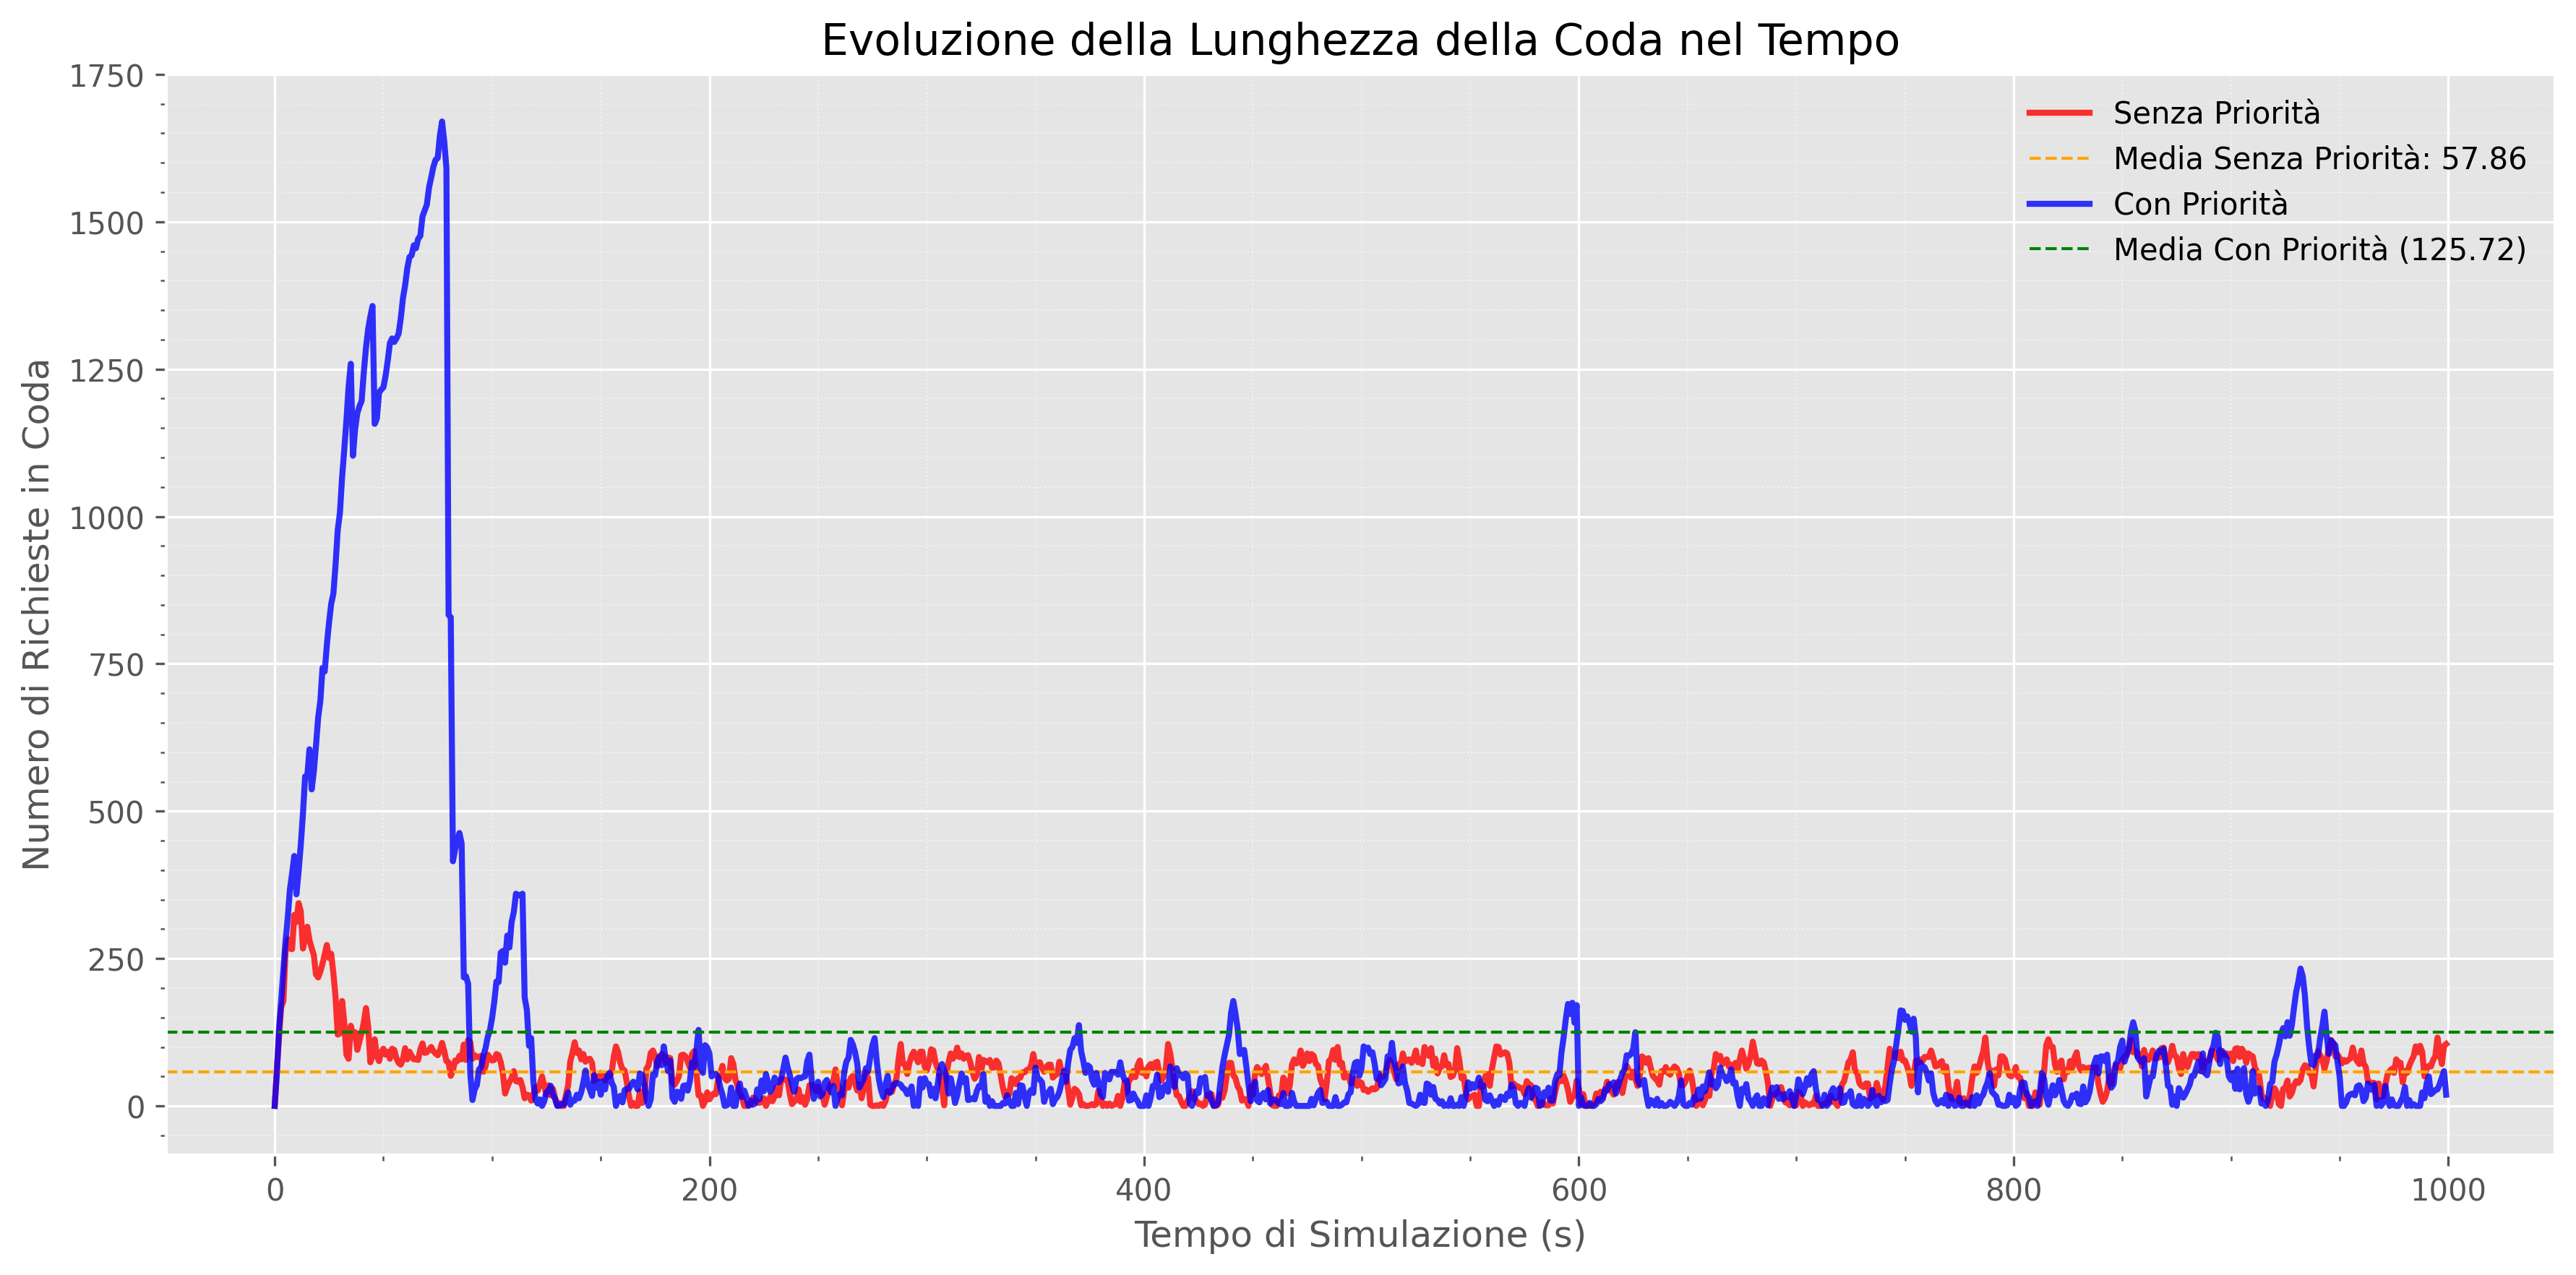 Evoluzione della Lunghezza della Coda nel Tempo
Numero di Richieste in Coda
1750
1500
1250
1000
750
500
250
0
Senza Priorità
Media Senza Priorità: 57.86
Con Priorità
Media Con Priorità (125.72)
0 200 400 600 800 1000
Tempo di Simulazione (s)